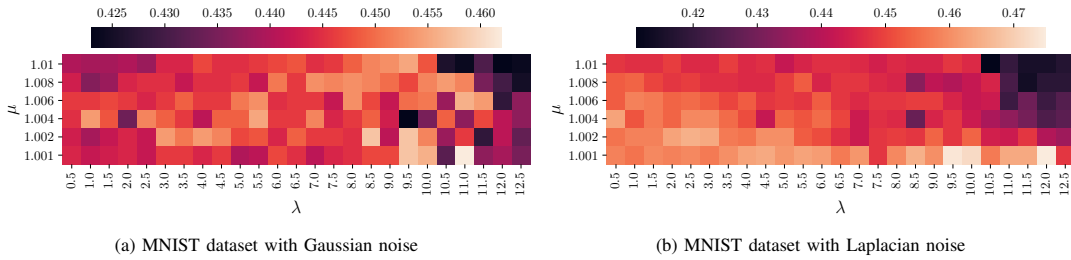 0.425 0.430 0.435 0.440 0.445 0.450 0.455 0.460
1.01
1.008
1.006
1.004
1.002
1.001
μ
0.5 1.0 1.5 2.0 2.5 3.0 3.5 4.0 4.5 5.0 5.5 6.0 6.5 7.0 7.5 8.0 8.5 9.0 9.5 10.0 10.5 11.0 11.5 12.0 12.5
λ
(a) MNIST dataset with Gaussian noise
0.42 0.43 0.44 0.45 0.46 0.47
1.01
1.008
1.006
1.004
1.002
1.001
μ
0.5 1.0 1.5 2.0 2.5 3.0 3.5 4.0 4.5 5.0 5.5 6.0 6.5 7.0 7.5 8.0 8.5 9.0 9.5 10.0 10.5 11.0 11.5 12.0 12.5
λ
(b) MNIST dataset with Laplacian noise